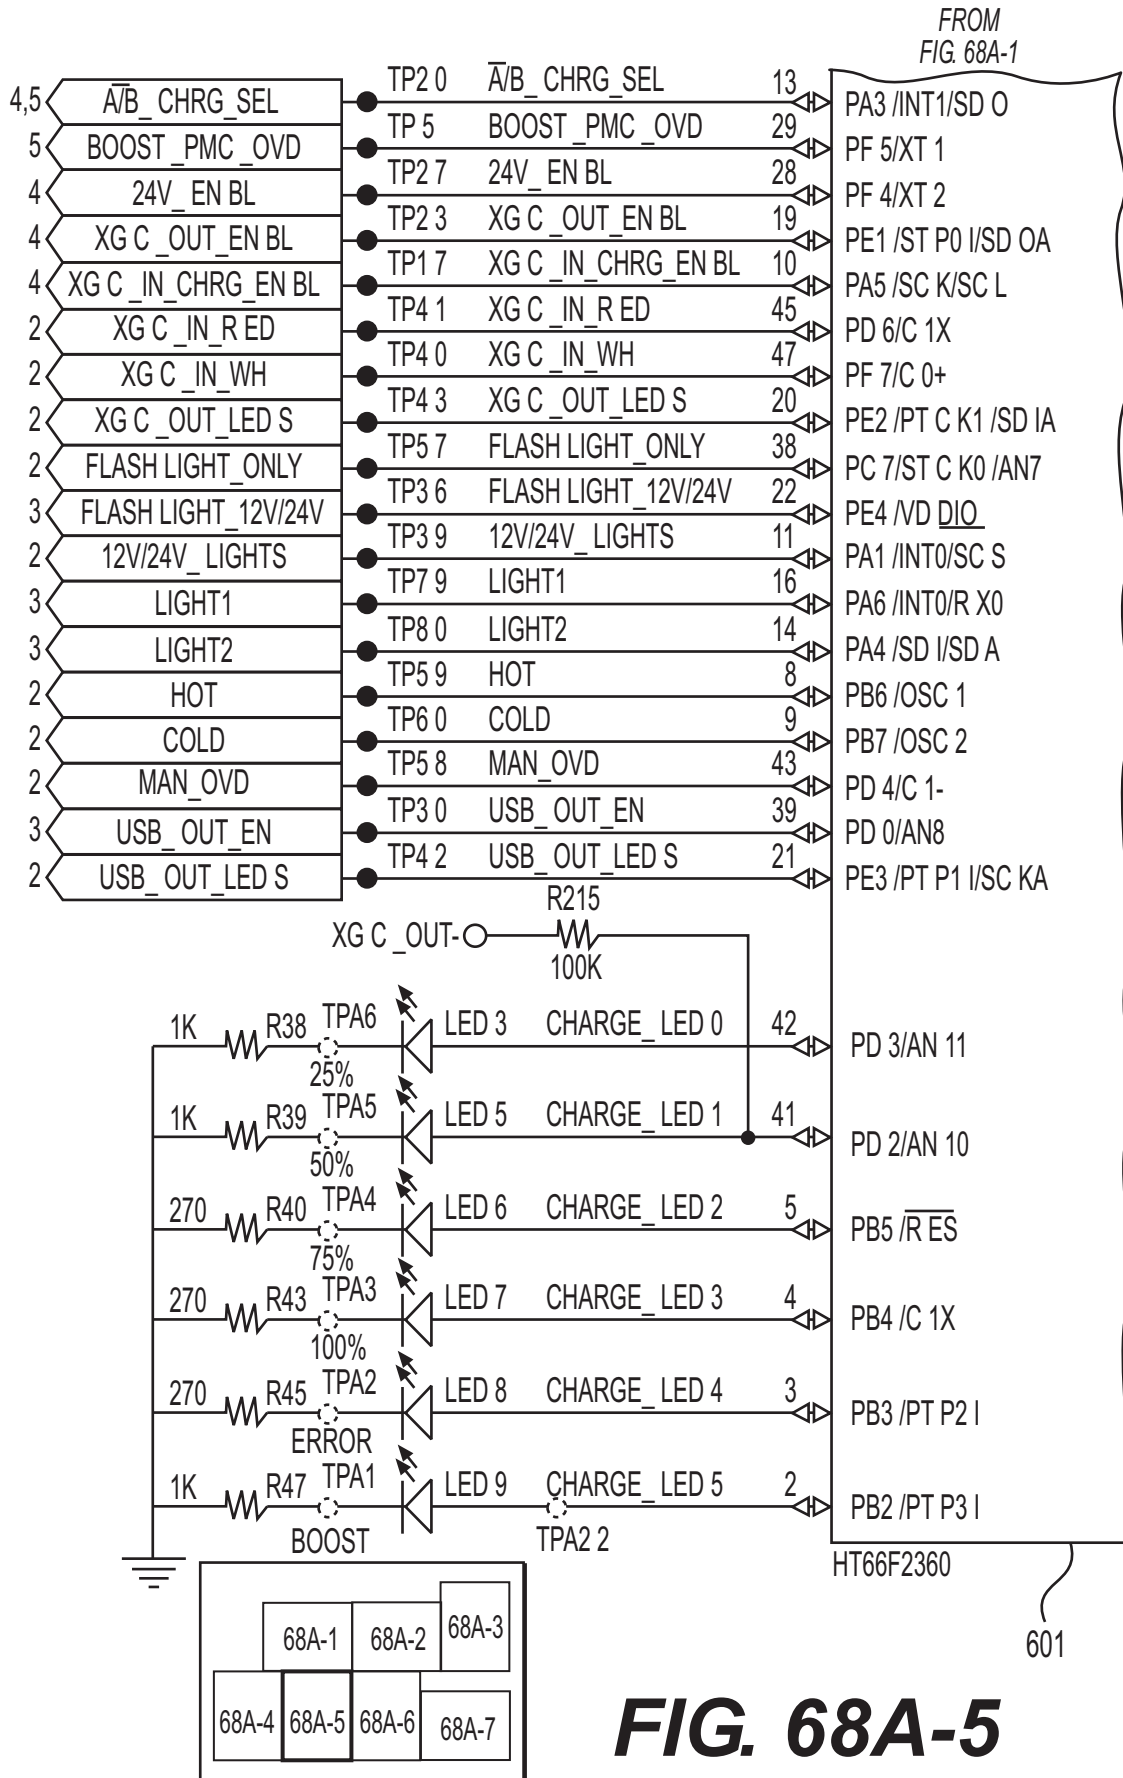 FROM
FIG. 68A-1
4,5 A̅/B_ CHRG_SEL TP2 0 A̅/B_ CHRG_SEL 13 PA3 /INT1/SD O
5 BOOST _PMC _OVD TP 5 BOOST _PMC _OVD 29 PF 5/XT 1
4 24V_ EN BL TP2 7 24V_ EN BL 28 PF 4/XT 2
4 XG C _OUT_EN BL TP2 3 XG C _OUT_EN BL 19 PE1 /ST P0 I/SD OA
4 XG C _IN_CHRG_EN BL TP1 7 XG C _IN_CHRG_EN BL 10 PA5 /SC K/SC L
2 XG C _IN_R ED TP4 1 XG C _IN_R ED 45 PD 6/C 1X
2 XG C _IN_WH TP4 0 XG C _IN_WH 47 PF 7/C 0+
2 XG C _OUT_LED S TP4 3 XG C _OUT_LED S 20 PE2 /PT C K1 /SD IA
2 FLASH LIGHT_ONLY TP5 7 FLASH LIGHT_ONLY 38 PC 7/ST C K0 /AN7
3 FLASH LIGHT_12V/24V TP3 6 FLASH LIGHT_12V/24V 22 PE4 /VD DIO
2 12V/24V_ LIGHTS TP3 9 12V/24V_ LIGHTS 11 PA1 /INT0/SC S
3 LIGHT1 TP7 9 LIGHT1 16 PA6 /INT0/R X0
3 LIGHT2 TP8 0 LIGHT2 14 PA4 /SD I/SD A
2 HOT TP5 9 HOT 8 PB6 /OSC 1
2 COLD TP6 0 COLD 9 PB7 /OSC 2
2 MAN_OVD TP5 8 MAN_OVD 43 PD 4/C 1-
3 USB_ OUT_EN TP3 0 USB_ OUT_EN 39 PD 0/AN8
2 USB_ OUT_LED S TP4 2 USB_ OUT_LED S 21 PE3 /PT P1 I/SC KA
R215
XG C _OUT-
100K
1K R38 TPA6 LED 3 CHARGE_ LED 0 42 PD 3/AN 11
25%
1K R39 TPA5 LED 5 CHARGE_ LED 1 41 PD 2/AN 10
50%
270 R40 TPA4 LED 6 CHARGE_ LED 2 5 PB5 /R̅ ̅E̅S̅
75%
270 R43 TPA3 LED 7 CHARGE_ LED 3 4 PB4 /C 1X
100%
270 R45 TPA2 LED 8 CHARGE_ LED 4 3 PB3 /PT P2 I
ERROR
1K R47 TPA1 LED 9 CHARGE_ LED 5 2 PB2 /PT P3 I
BOOST TPA2 2
HT66F2360
601
68A-1 68A-2 68A-3
68A-4 68A-5 68A-6 68A-7
FIG. 68A-5